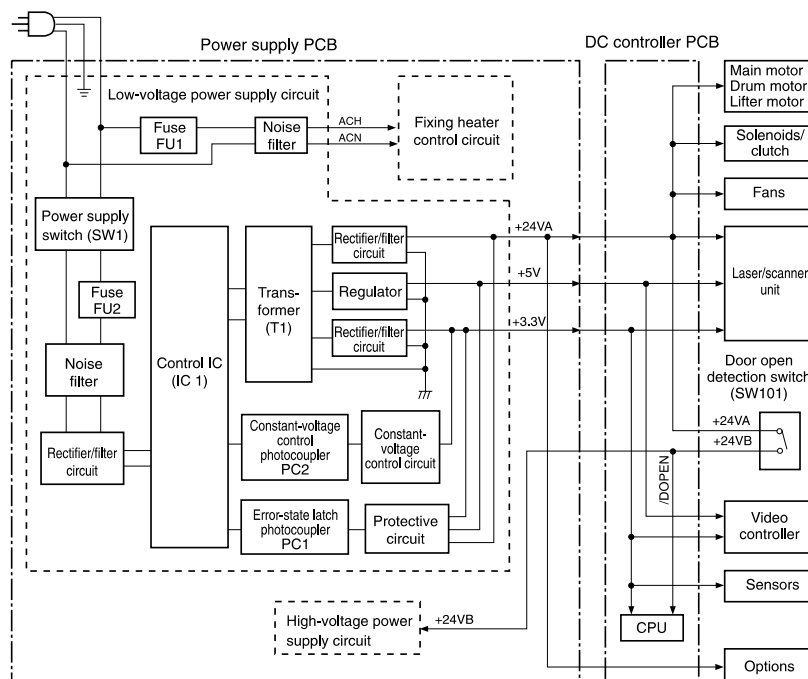 Power supply PCB
DC controller PCB
Low-voltage power supply circuit
Fuse
FU1
Noise
filter
ACH
ACN
Fixing heater
control circuit
Main motor
Drum motor
Lifter motor
Solenoids/
clutch
Fans
Power supply
switch (SW1)
Fuse
FU2
Noise
filter
Rectifier/filter
circuit
Control IC
(IC 1)
Trans-
former
(T1)
Rectifier/filter
circuit
Regulator
Rectifier/filter
circuit
+24VA
+5V
+3.3V
Laser/scanner
unit
Door open
detection switch
(SW101)
+24VA
+24VB
/DOPEN
Constant-voltage
control
photocoupler
PC2
Constant-
voltage
control circuit
Error-state latch
photocoupler
PC1
Protective
circuit
Video
controller
Sensors
High-voltage power
supply circuit
+24VB
CPU
Options